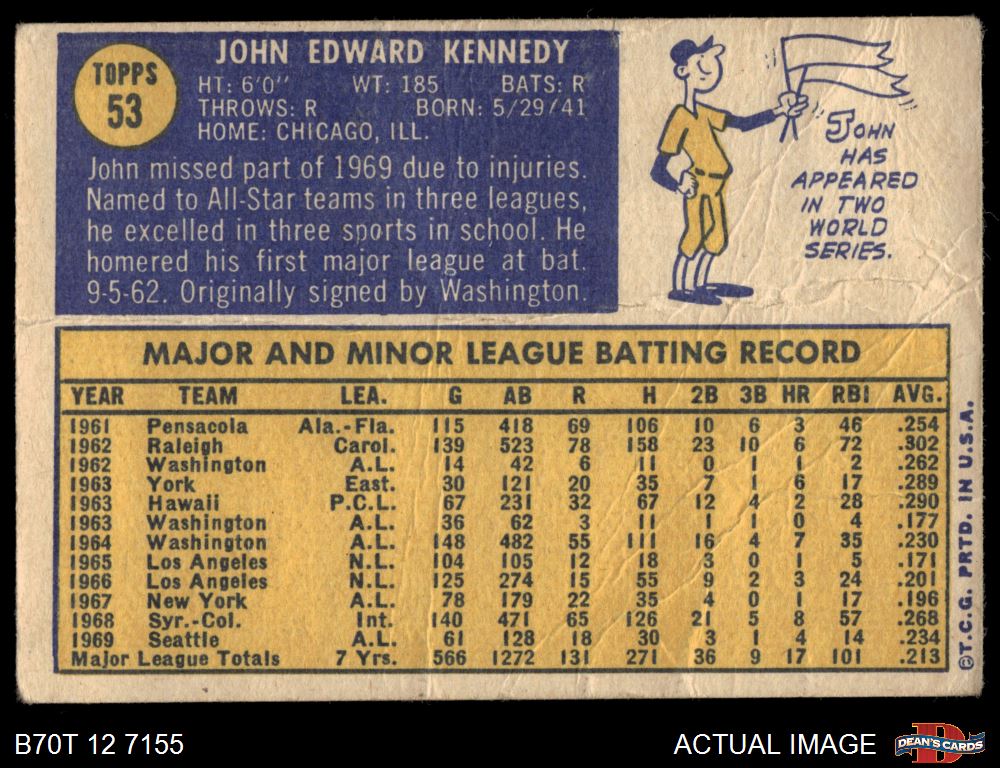 TOPPS
53
JOHN EDWARD KENNEDY
HT: 6'0" WT: 185 BATS: R
THROWS: R BORN: 5/29/41
HOME: CHICAGO, ILL.
John missed part of 1969 due to injuries.
Named to All-Star teams in three leagues,
he excelled in three sports in school. He
homered his first major league at bat.
9-5-62. Originally signed by Washington.
JOHN
HAS
APPEARED
IN TWO
WORLD
SERIES.
MAJOR AND MINOR LEAGUE BATTING RECORD
YEAR TEAM LEA. G AB R H 2B 3B HR RBI AVG.
1961 Pensacola Ala.-Fla. 115 418 69 106 10 6 3 46 .254
1962 Raleigh Carol. 139 523 78 158 23 10 6 72 .302
1962 Washington A.L. 14 42 6 11 0 1 1 2 .262
1963 York East. 30 121 20 35 7 1 6 17 .289
1963 Hawaii P.C.L. 67 231 32 67 12 4 2 28 .290
1963 Washington A.L. 36 62 3 11 1 1 0 4 .177
1964 Washington A.L. 148 482 55 111 16 4 7 35 .230
1965 Los Angeles N.L. 104 105 12 18 3 0 1 5 .171
1966 Los Angeles N.L. 125 274 15 55 9 2 3 24 .201
1967 New York A.L. 78 179 22 35 4 0 1 17 .196
1968 Syr.-Col. Int. 140 471 65 126 21 5 8 57 .268
1969 Seattle A.L. 61 128 18 30 3 1 4 14 .234
Major League Totals 7 Yrs. 566 1272 131 271 36 9 17 101 .213
©T.C.G. PRTD. IN U.S.A.
B70T 12 7155
ACTUAL IMAGE
D
DEAN'S CARDS